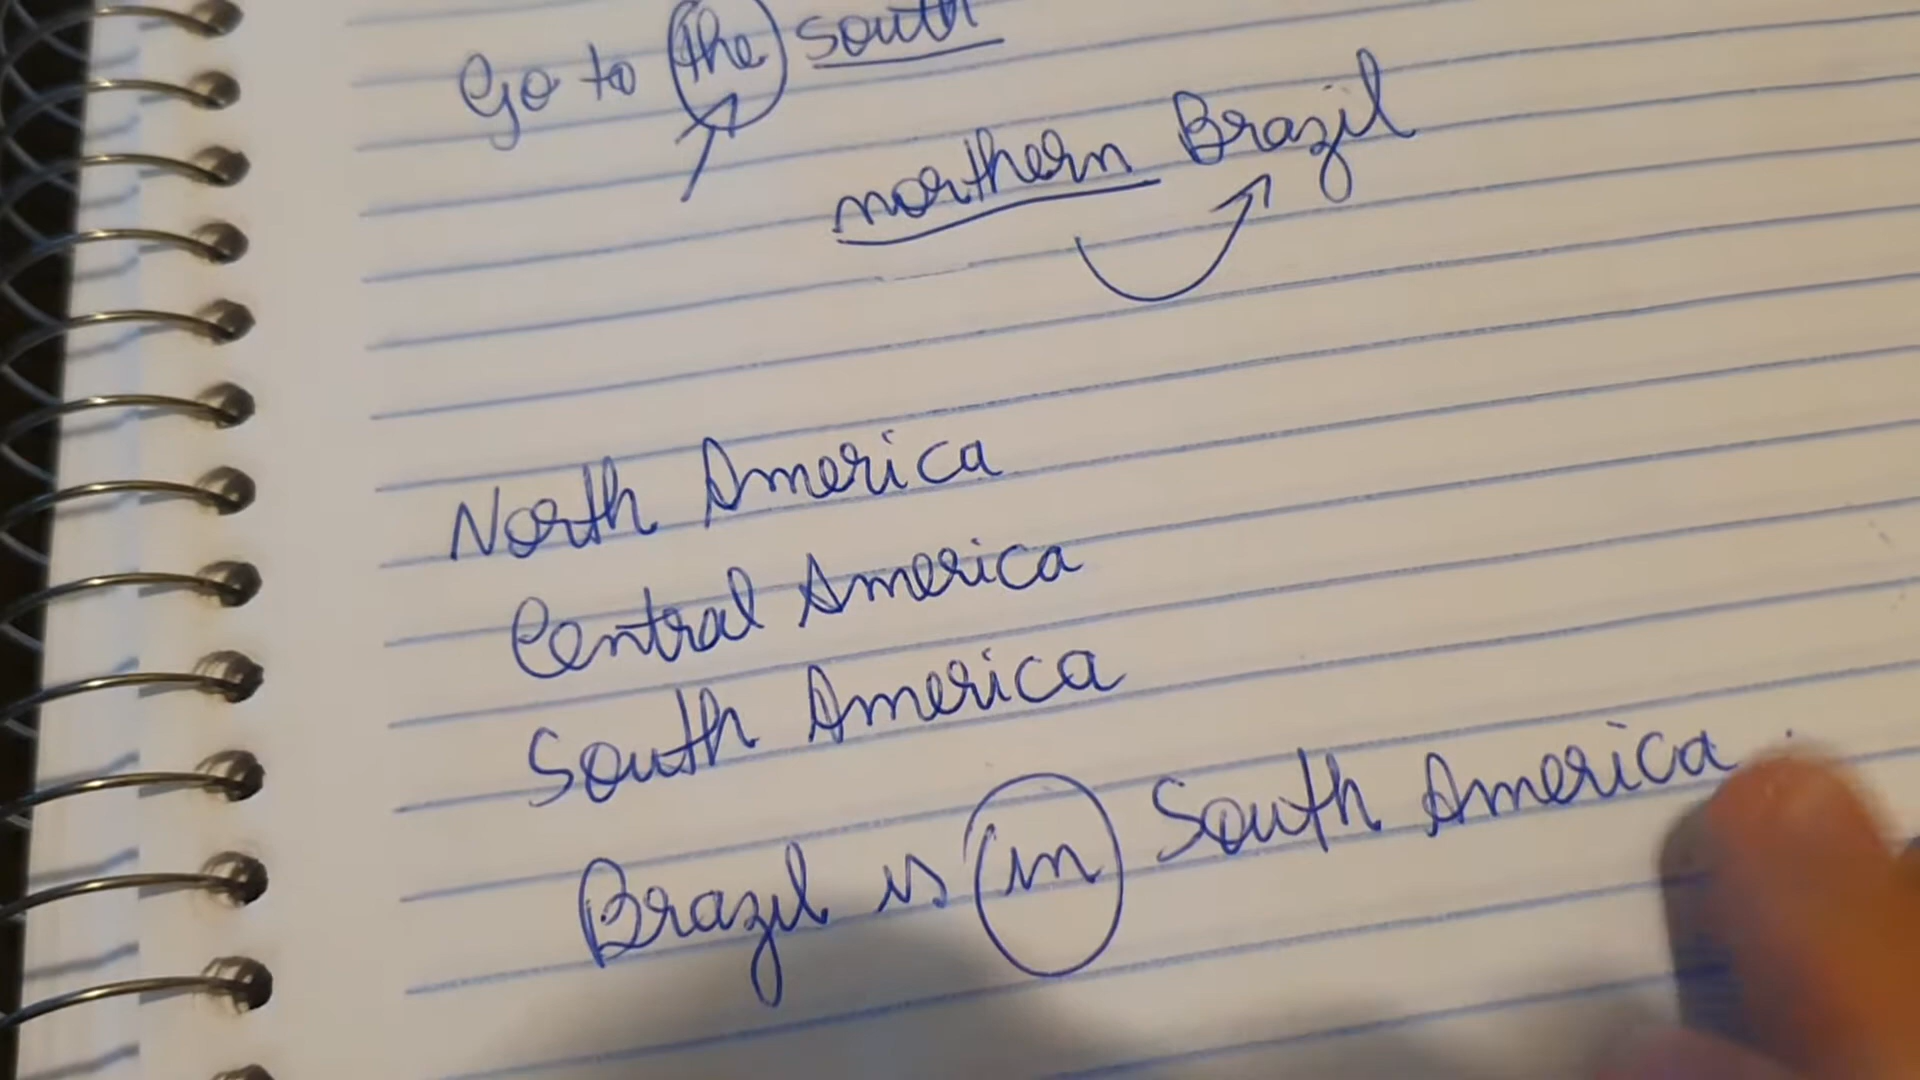 Go to the south
northern Brazil
North America
Central America
South America
Brazil is in South America.